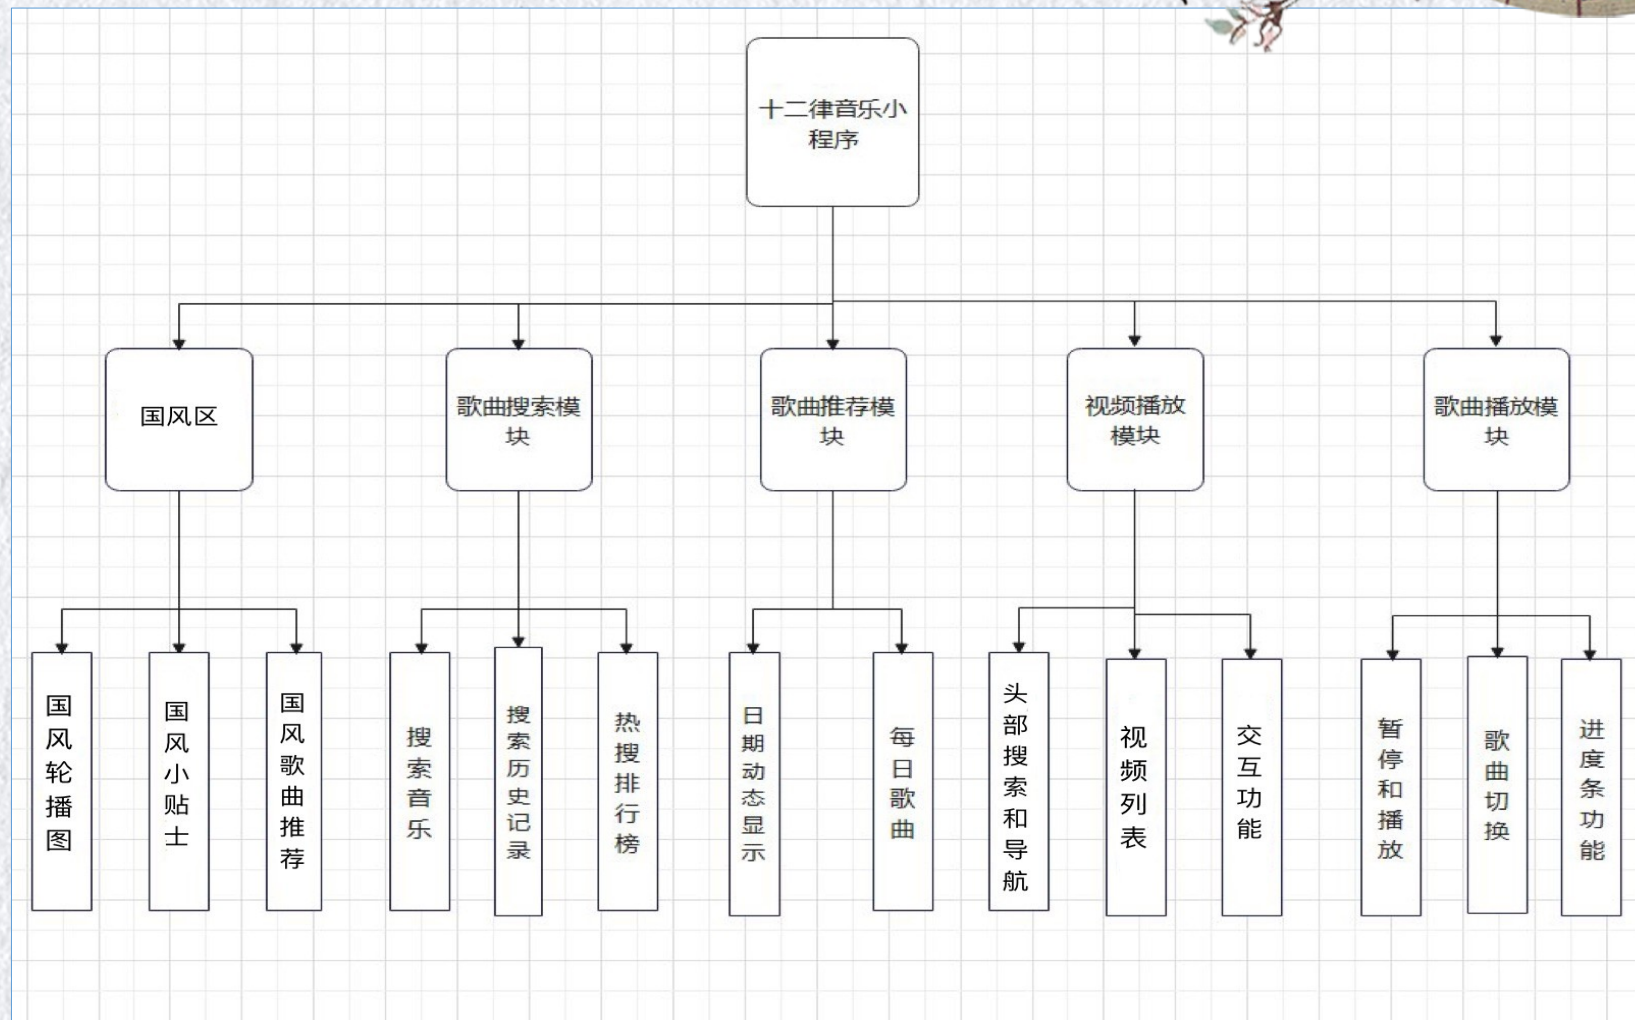 十二律音乐小
程序
国风区
歌曲搜索模
块
歌曲推荐模
块
视频播放
模块
歌曲播放模
块
国风轮播图
国风小贴士
国风歌曲推荐
搜索音乐
搜索历史记录
热搜排行榜
日期动态显示
每日歌曲
头部搜索和导航
视频列表
交互功能
暂停和播放
歌曲切换
进度条功能